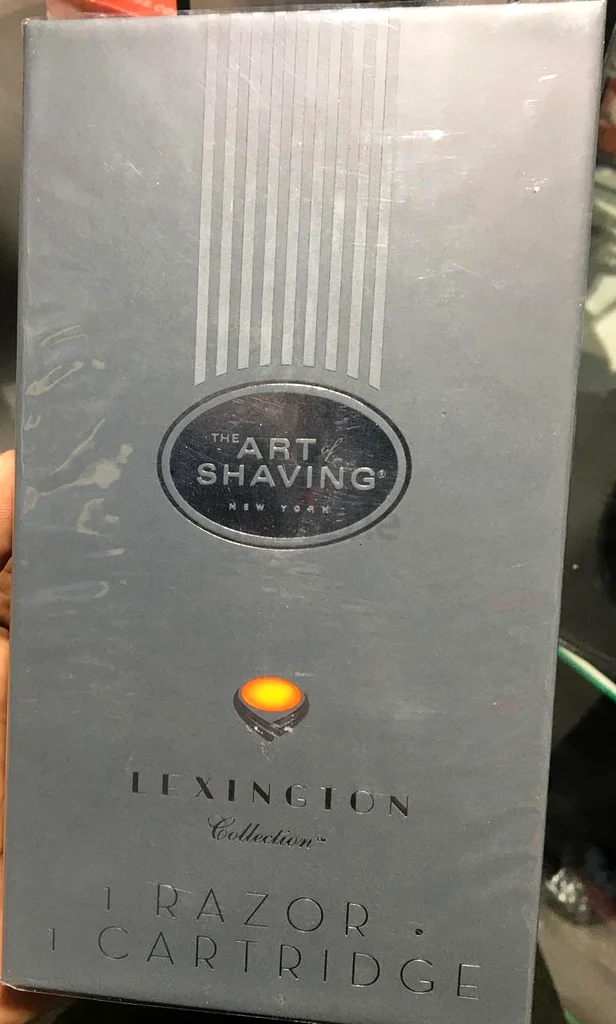 THE ART of
SHAVING®
NEW YORK
LEXINGTON
Collection™
1 RAZOR •
1 CARTRIDGE